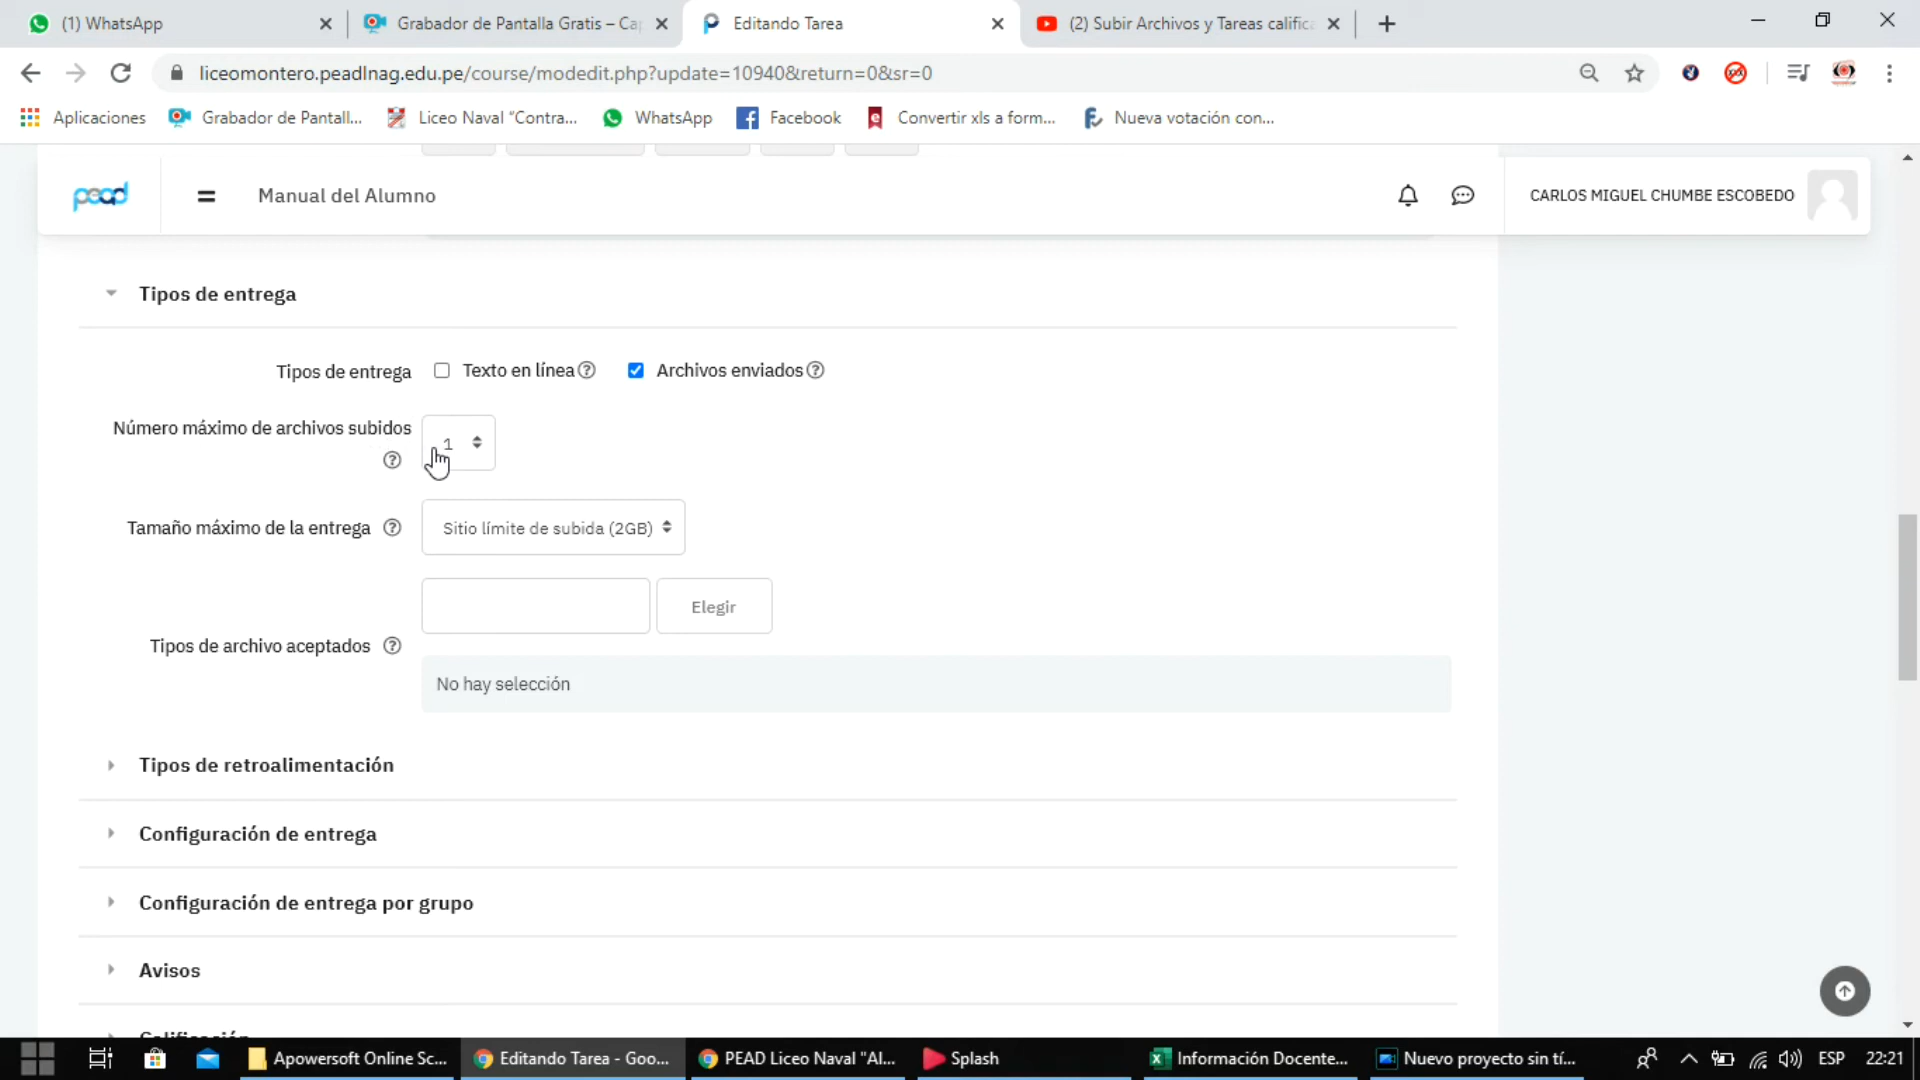 (1) WhatsApp
Grabador de Pantalla Gratis – Ca
Editando Tarea
(2) Subir Archivos y Tareas califica
liceomontero.peadlnag.edu.pe/course/modedit.php?update=10940&return=0&sr=0
Aplicaciones
Grabador de Pantall...
Liceo Naval "Contra...
WhatsApp
Facebook
Convertir xls a form...
Nueva votación con...
pead
Manual del Alumno
CARLOS MIGUEL CHUMBE ESCOBEDO
Tipos de entrega
Tipos de entrega
Texto en línea
Archivos enviados
Número máximo de archivos subidos
1
Tamaño máximo de la entrega
Sitio límite de subida (2GB)
Elegir
Tipos de archivo aceptados
No hay selección
Tipos de retroalimentación
Configuración de entrega
Configuración de entrega por grupo
Avisos
Calificación
Apowersoft Online Sc...
Editando Tarea - Goo...
PEAD Liceo Naval "Al...
Splash
Información Docente...
Nuevo proyecto sin tí...
ESP
22:21